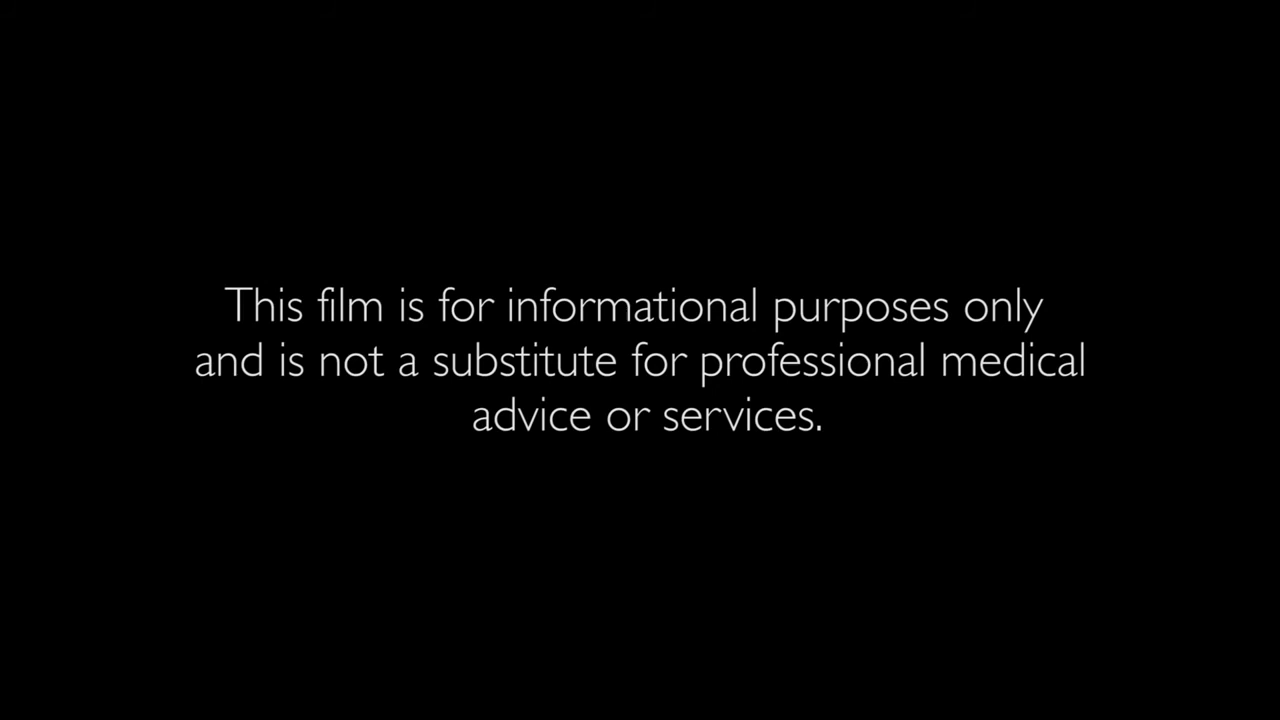 This film is for informational purposes only
and is not a substitute for professional medical
advice or services.